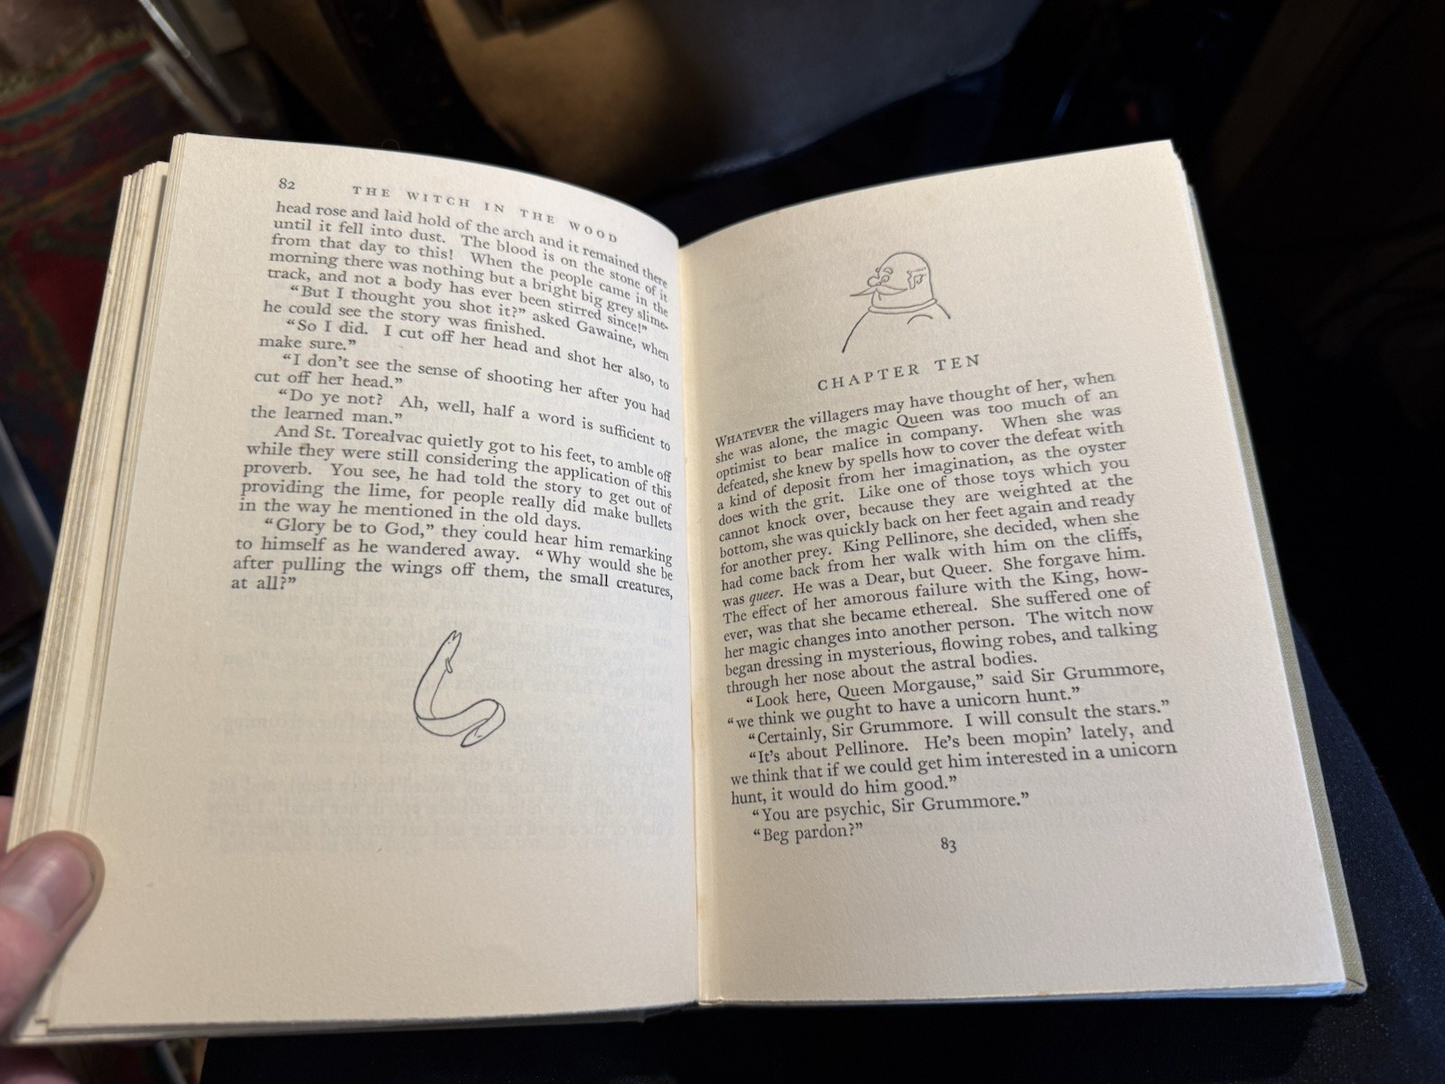 82 THE WITCH IN THE WOOD
head rose and laid hold of the arch and it remained there
until it fell into dust. The blood is on the stone of it
from that day to this! When the people came in the
morning there was nothing but a bright big grey slime-
track, and not a body has ever been stirred since!”
“But I thought you shot it?” asked Gawaine, when
he could see the story was finished.
“So I did. I cut off her head and shot her also, to
make sure.”
“I don’t see the sense of shooting her after you had
cut off her head.”
“Do ye not? Ah, well, half a word is sufficient to
the learned man.”
And St. Torealvac quietly got to his feet, to amble off
while they were still considering the application of this
proverb. You see, he had told the story to get out of
providing the lime, for people really did make bullets
in the way he mentioned in the old days.
“Glory be to God,” they could hear him remarking
to himself as he wandered away. “Why would she be
after pulling the wings off them, the small creatures,
at all?”
CHAPTER TEN
WHATEVER the villagers may have thought of her, when
she was alone, the magic Queen was too much of an
optimist to bear malice in company. When she was
defeated, she knew by spells how to cover the defeat with
a kind of deposit from her imagination, as the oyster
does with the grit. Like one of those toys which you
cannot knock over, because they are weighted at the
bottom, she was quickly back on her feet again and ready
for another prey. King Pellinore, she decided, when she
had come back from her walk with him on the cliffs,
was queer. He was a Dear, but Queer. She forgave him.
The effect of her amorous failure with the King, how-
ever, was that she became ethereal. She suffered one of
her magic changes into another person. The witch now
began dressing in mysterious, flowing robes, and talking
through her nose about the astral bodies.
“Look here, Queen Morgause,” said Sir Grummore,
“we think we ought to have a unicorn hunt.”
“Certainly, Sir Grummore. I will consult the stars.”
“It’s about Pellinore. He’s been mopin’ lately, and
we think that if we could get him interested in a unicorn
hunt, it would do him good.”
“You are psychic, Sir Grummore.”
“Beg pardon?”
83